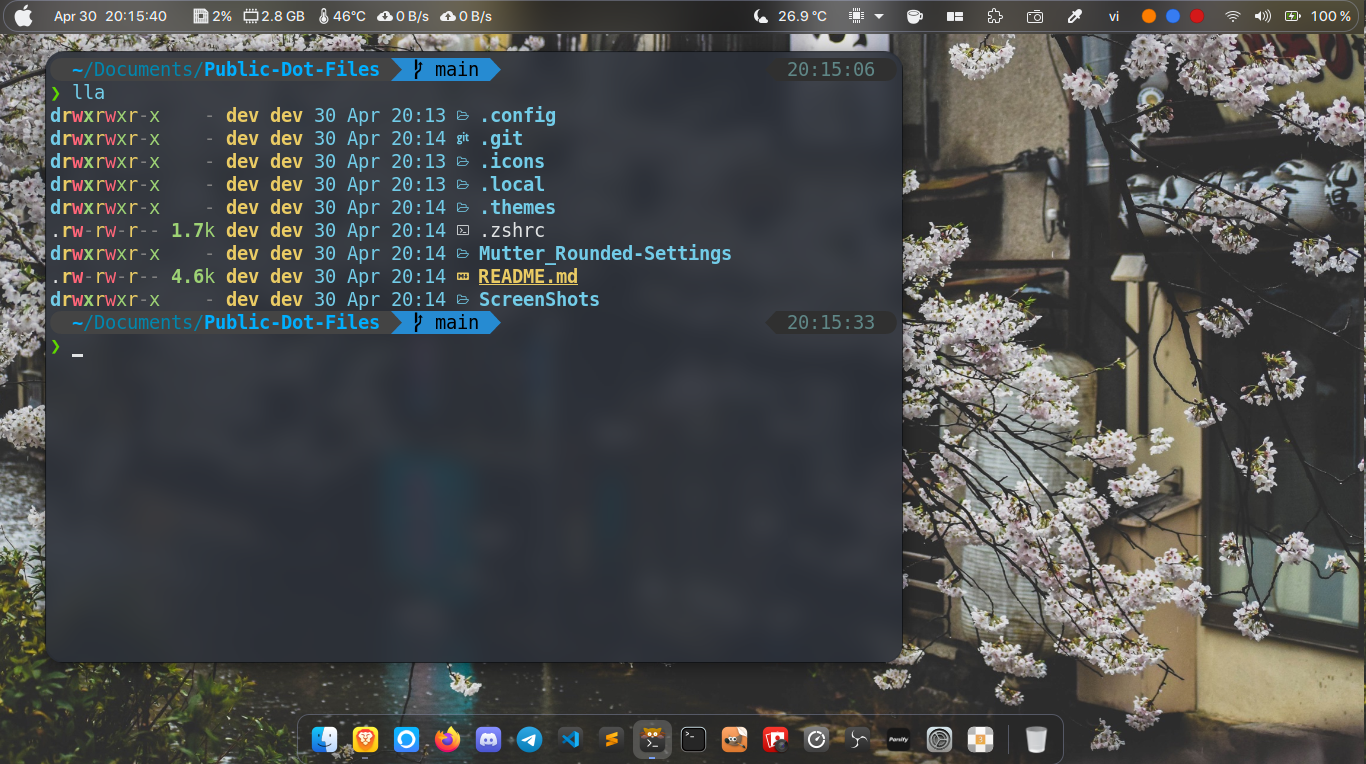 Apr 30 20:15:40 2% 2.8 GB 46°C 0 B/s 0 B/s 26.9 °C vi 100 %
~/Documents/Public-Dot-Files main 20:15:06
❯ lla
drwxrwxr-x - dev dev 30 Apr 20:13 .config
drwxrwxr-x - dev dev 30 Apr 20:14 git .git
drwxrwxr-x - dev dev 30 Apr 20:13 .icons
drwxrwxr-x - dev dev 30 Apr 20:13 .local
drwxrwxr-x - dev dev 30 Apr 20:14 .themes
.rw-rw-r-- 1.7k dev dev 30 Apr 20:14 .zshrc
drwxrwxr-x - dev dev 30 Apr 20:14 Mutter_Rounded-Settings
.rw-rw-r-- 4.6k dev dev 30 Apr 20:14 README.md
drwxrwxr-x - dev dev 30 Apr 20:14 ScreenShots
~/Documents/Public-Dot-Files main 20:15:33
❯ _
Parsify